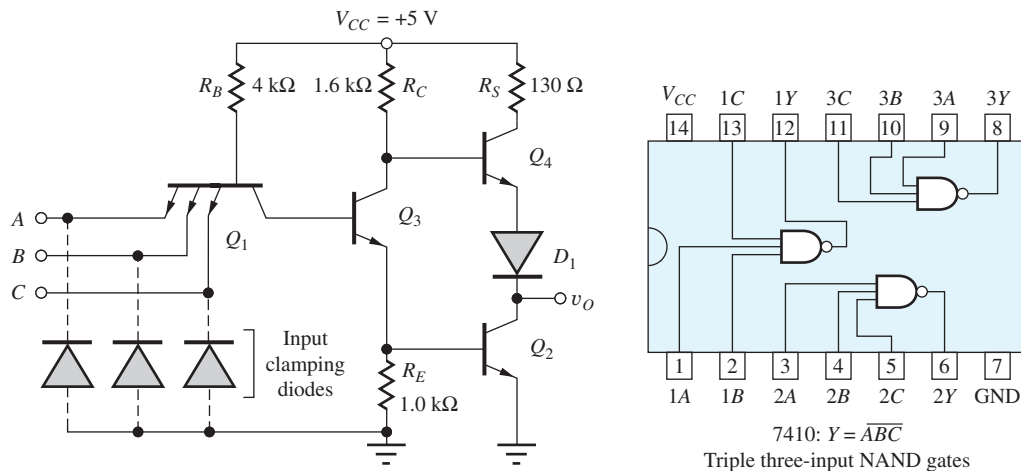 V_CC = +5 V
R_B 4 kΩ 1.6 kΩ R_C R_S 130 Ω
Q_4
A Q_3
B Q_1 D_1
C v_O
Input
clamping
diodes
Q_2
R_E
1.0 kΩ
V_CC 1C 1Y 3C 3B 3A 3Y
14 13 12 11 10 9 8
1 2 3 4 5 6 7
1A 1B 2A 2B 2C 2Y GND
7410: Y = \overline{ABC}
Triple three-input NAND gates